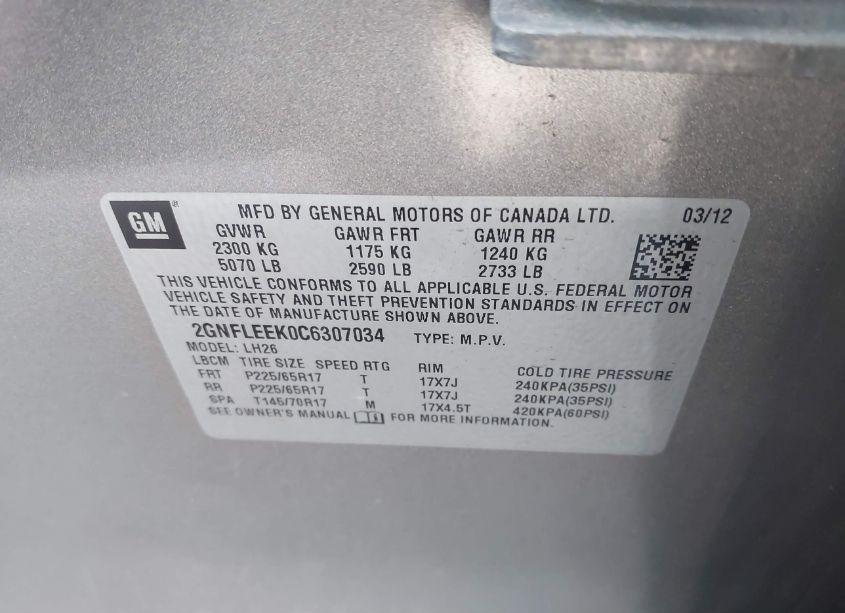 GM ® MFD BY GENERAL MOTORS OF CANADA LTD. 03/12
GVWR GAWR FRT GAWR RR
2300 KG 1175 KG 1240 KG
5070 LB 2590 LB 2733 LB
THIS VEHICLE CONFORMS TO ALL APPLICABLE U.S. FEDERAL MOTOR
VEHICLE SAFETY AND THEFT PREVENTION STANDARDS IN EFFECT ON
THE DATE OF MANUFACTURE SHOWN ABOVE.
2GNFLEEK0C6307034 TYPE: M.P.V.
MODEL: LH26
LBCM TIRE SIZE SPEED RTG RIM COLD TIRE PRESSURE
FRT P225/65R17 T 17X7J 240KPA(35PSI)
RR P225/65R17 T 17X7J 240KPA(35PSI)
SPA T145/70R17 M 17X4.5T 420KPA(60PSI)
SEE OWNER'S MANUAL FOR MORE INFORMATION.